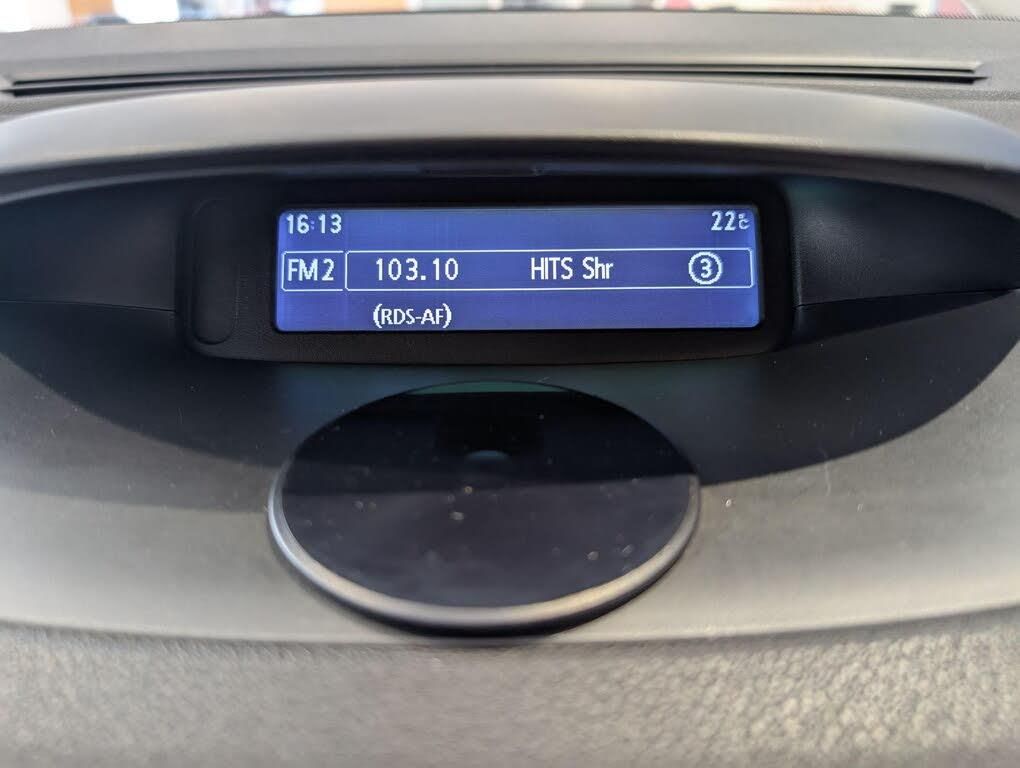 16:13 22°C
FM2 103.10 HITS Shr 3
(RDS-AF)